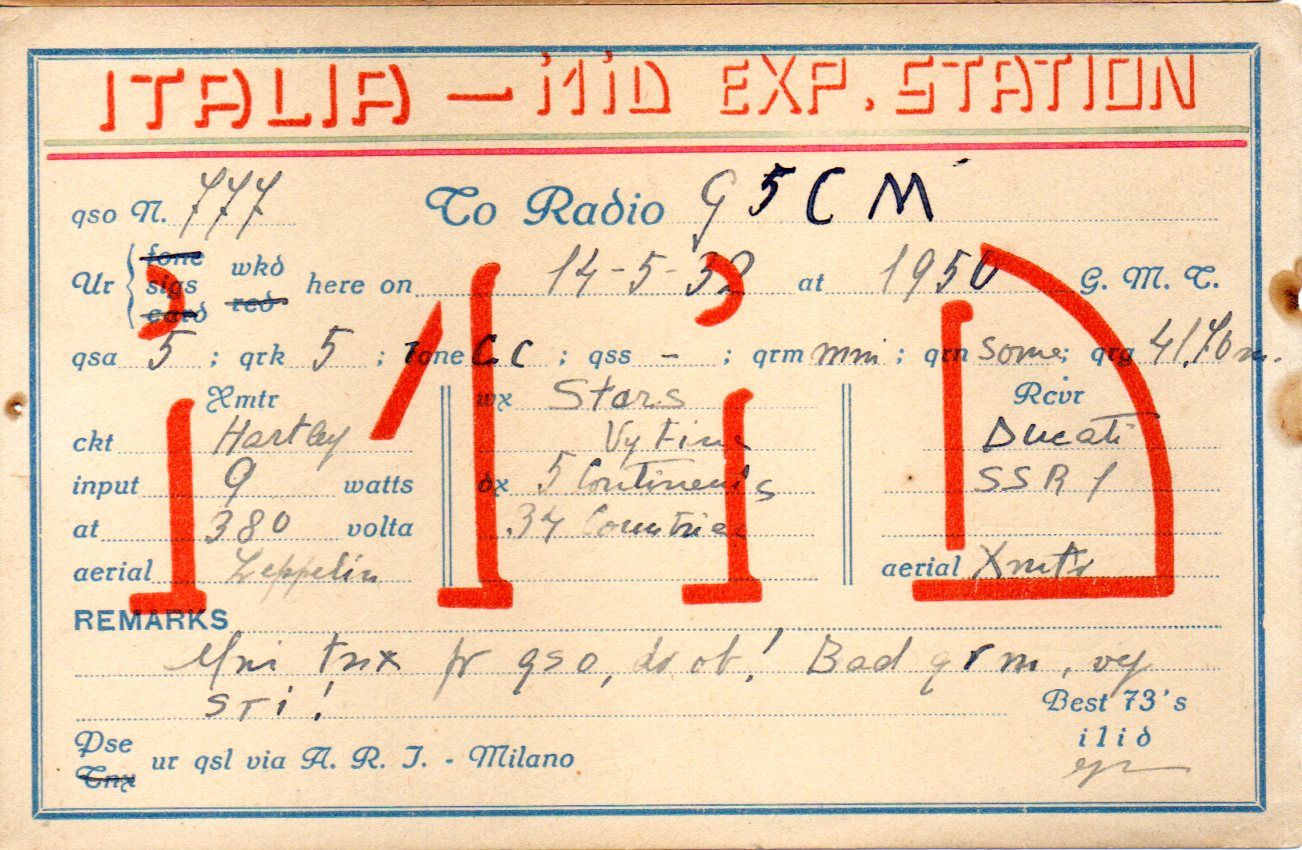 ITALIA – i1iD EXP. STATION
qso N. 777 To Radio G5CM
Ur fone sigs card wkd red here on 14-5-32 at 1950 G. M. T.
qsa 5 ; qrk 5 ; Tone CC ; qss - ; qrm mni ; qrn some; qrg 41,70 m.
i1iD
Xmtr wx Stars Rcvr
ckt Hartley Vy Fine Ducati
input 9 watts dx 5 Continents SSR 1
at 380 volta 34 Countries
aerial Zeppelin aerial Xmtr
REMARKS
Mni tnx fr qso, dr ob! Bad qrm, vy
sri!
Best 73's
Pse Tnx ur qsl via A. R. I. - Milano
i1id